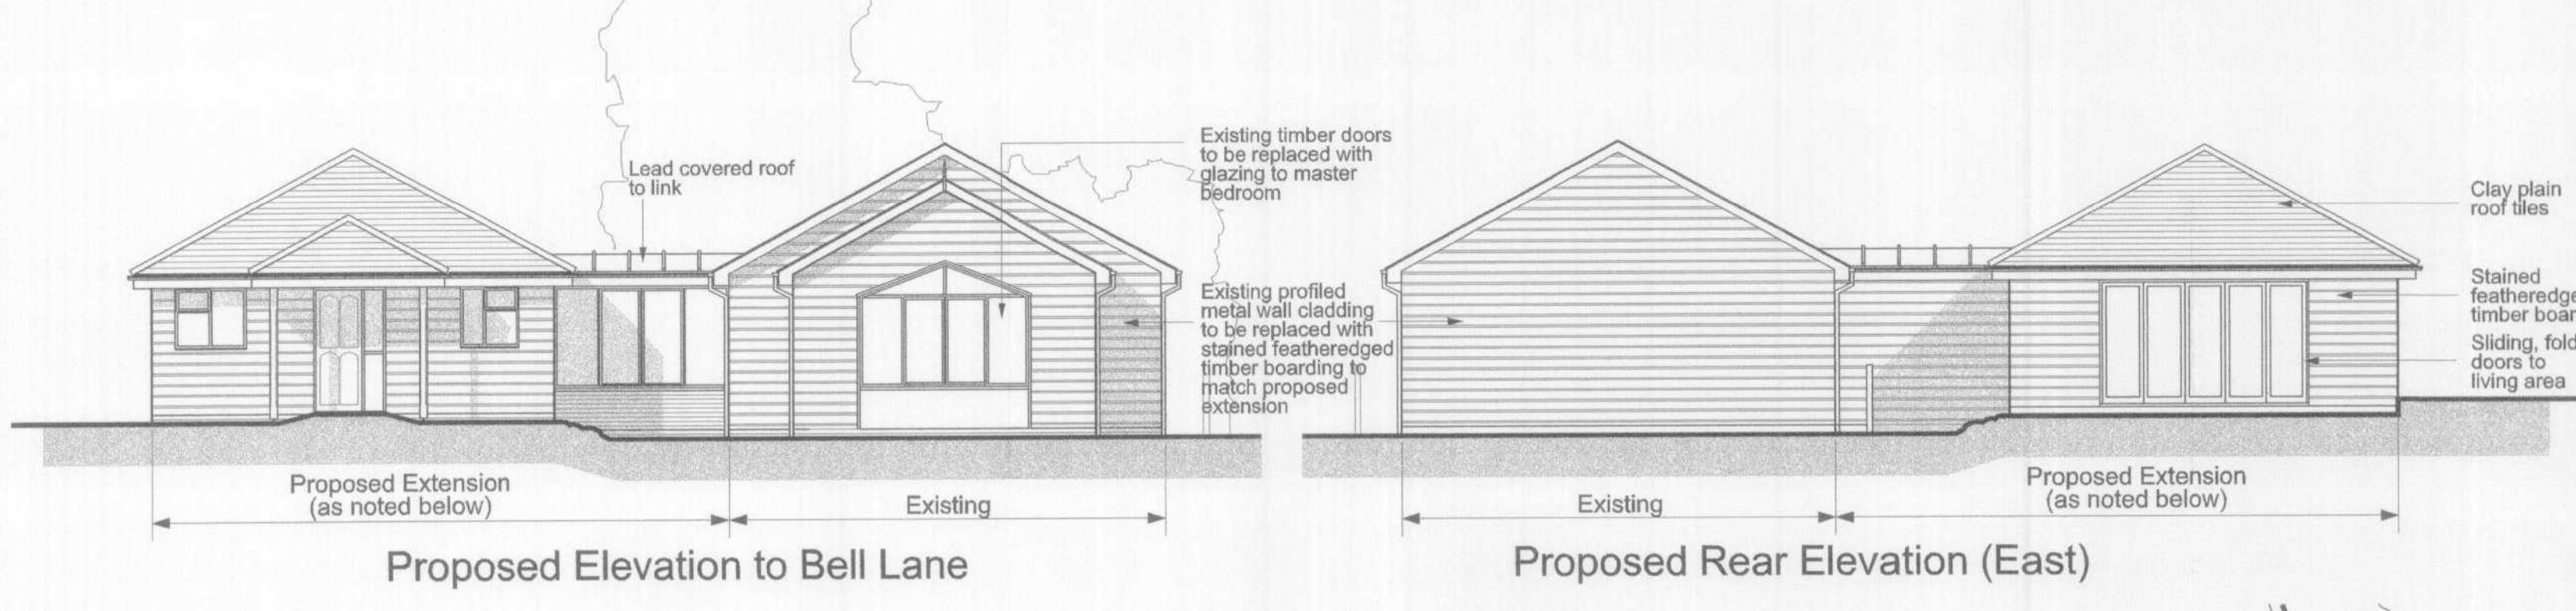 Lead covered roof
to link
Existing timber doors
to be replaced with
glazing to master
bedroom
Existing profiled
metal wall cladding
to be replaced with
stained featheredged
timber boarding to
match proposed
extension
Proposed Extension
(as noted below)
Existing
Proposed Elevation to Bell Lane
Clay plain
roof tiles
Stained
featheredge
timber boar
Sliding, fold
doors to
living area
Existing
Proposed Extension
(as noted below)
Proposed Rear Elevation (East)